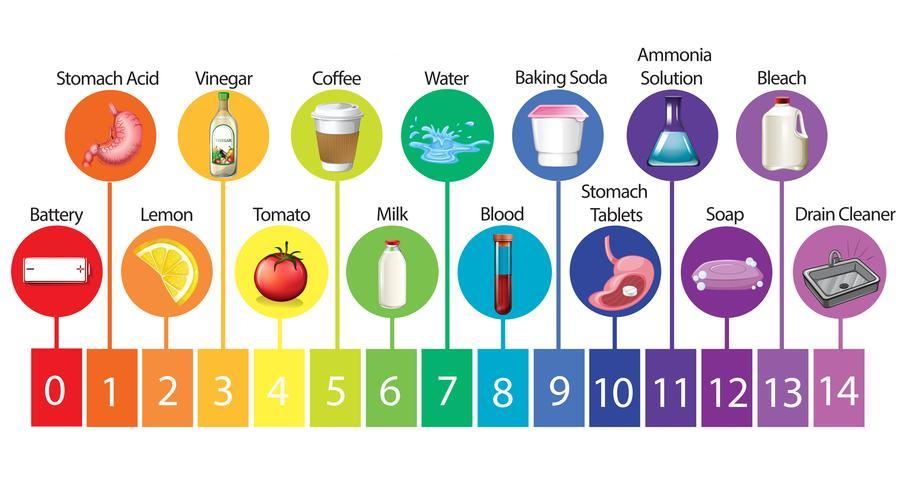 Stomach Acid
Vinegar
Coffee
Water
Baking Soda
Ammonia
Solution
Bleach
Battery
Lemon
Tomato
Milk
Blood
Stomach
Tablets
Soap
Drain Cleaner
VINEGAR
0 1 2 3 4 5 6 7 8 9 10 11 12 13 14